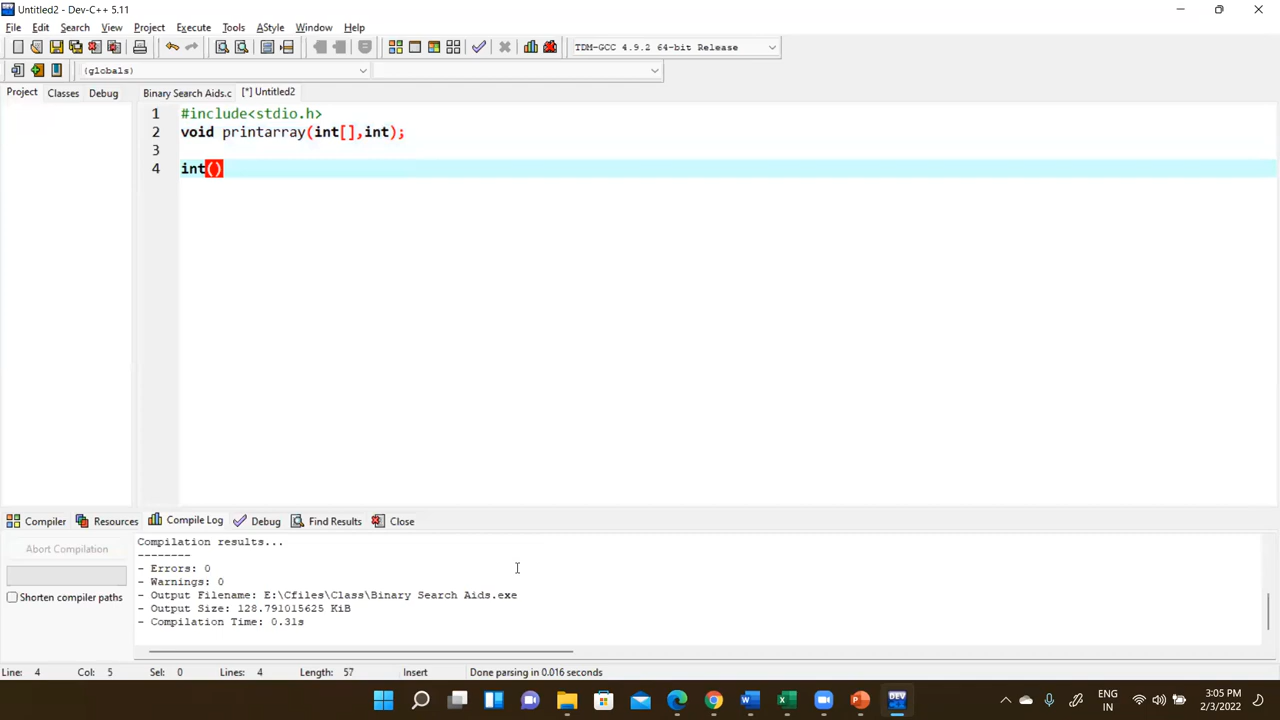 Untitled2 - Dev-C++ 5.11
File Edit Search View Project Execute Tools AStyle Window Help
TDM-GCC 4.9.2 64-bit Release
(globals)
Project Classes Debug Binary Search Aids.c [*] Untitled2
1 #include<stdio.h>
2 void printarray(int[],int);
3
4 int()
Compiler Resources Compile Log Debug Find Results Close
Abort Compilation
Shorten compiler paths
Compilation results...
--------
- Errors: 0
- Warnings: 0
- Output Filename: E:\Cfiles\Class\Binary Search Aids.exe
- Output Size: 128.791015625 KiB
- Compilation Time: 0.31s
Line: 4 Col: 5 Sel: 0 Lines: 4 Length: 57 Insert Done parsing in 0.016 seconds
DEV
ENG
IN
3:05 PM
2/3/2022